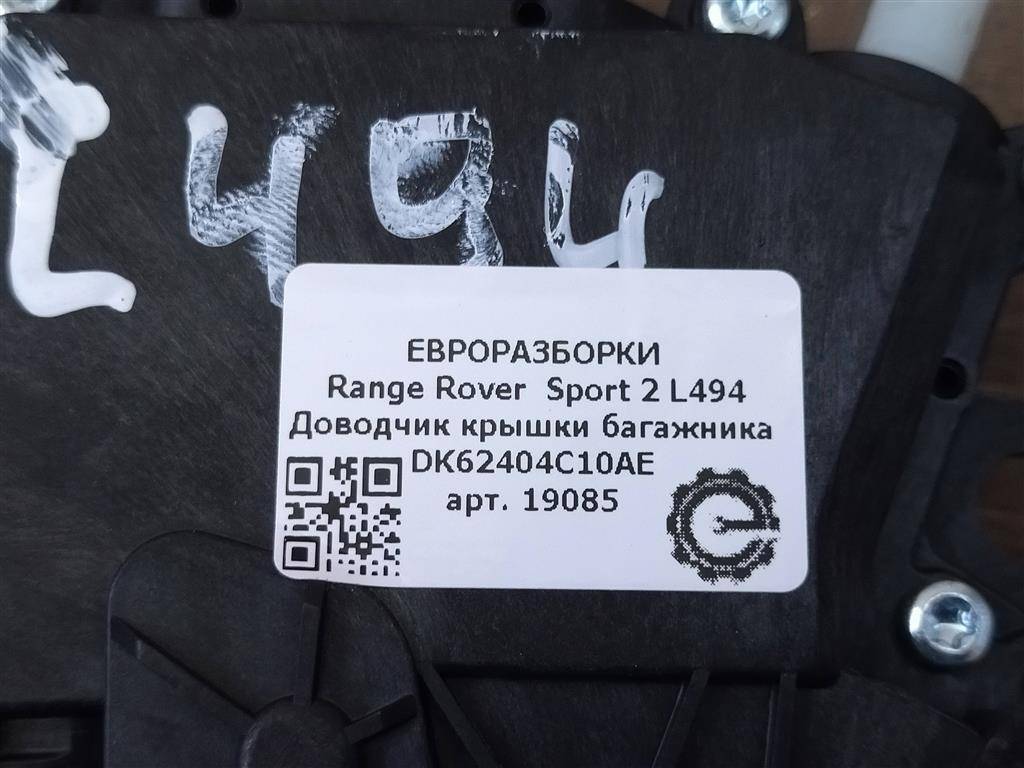 L494
ЕВРОРАЗБОРКИ
Range Rover Sport 2 L494
Доводчик крышки багажника
DK62404C10AE
арт. 19085